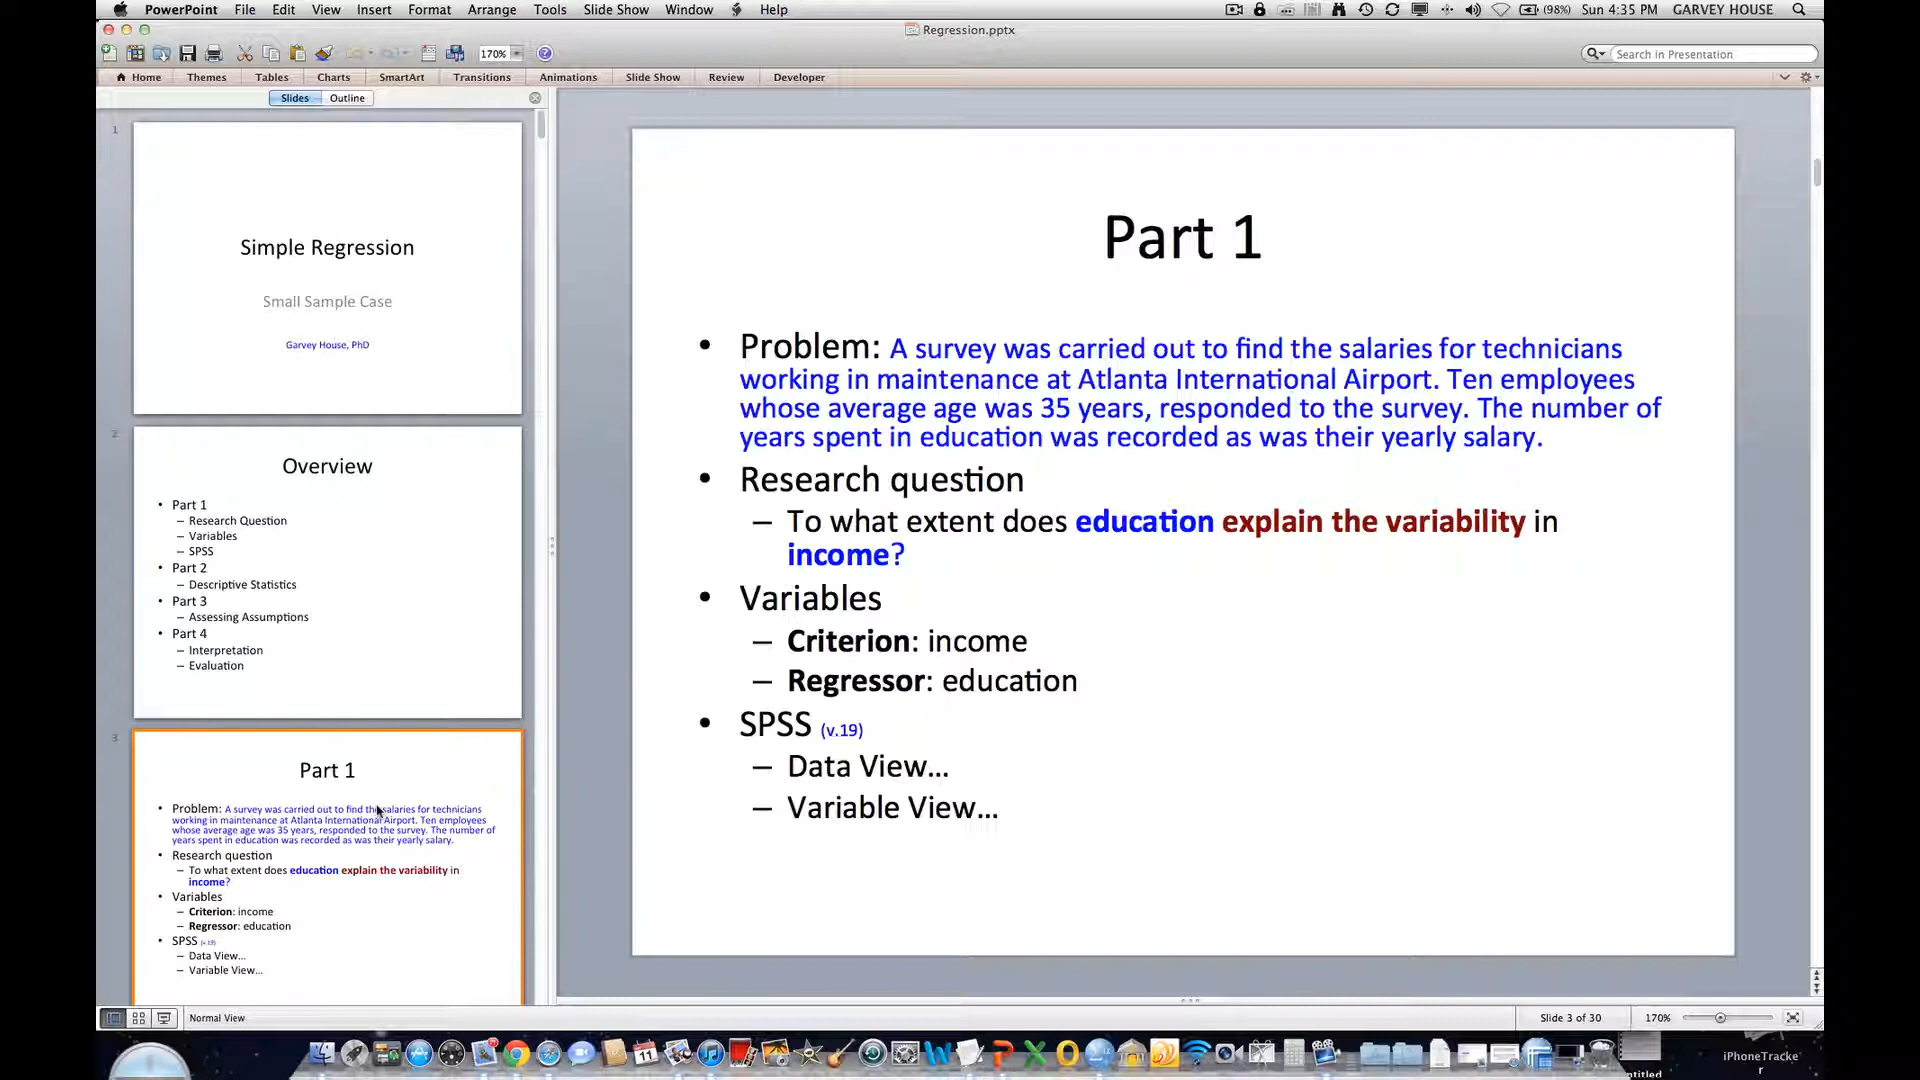 PowerPoint File Edit View Insert Format Arrange Tools Slide Show Window Help (98%) Sun 4:35 PM GARVEY HOUSE
Regression.pptx
170% Search in Presentation
Home Themes Tables Charts SmartArt Transitions Animations Slide Show Review Developer
Slides Outline
1
Simple Regression
Small Sample Case
Garvey House, PhD
2
Overview
• Part 1
– Research Question
– Variables
– SPSS
• Part 2
– Descriptive Statistics
• Part 3
– Assessing Assumptions
• Part 4
– Interpretation
– Evaluation
3
Part 1
• Problem: A survey was carried out to find the salaries for technicians
working in maintenance at Atlanta International Airport. Ten employees
whose average age was 35 years, responded to the survey. The number of
years spent in education was recorded as was their yearly salary.
• Research question
– To what extent does education explain the variability in
income?
• Variables
– Criterion: income
– Regressor: education
• SPSS (v.19)
– Data View...
– Variable View...
Part 1
• Problem: A survey was carried out to find the salaries for technicians
working in maintenance at Atlanta International Airport. Ten employees
whose average age was 35 years, responded to the survey. The number of
years spent in education was recorded as was their yearly salary.
• Research question
– To what extent does education explain the variability in
income?
• Variables
– Criterion: income
– Regressor: education
• SPSS (v.19)
– Data View...
– Variable View...
Normal View Slide 3 of 30 170%
11
iPhoneTracke
r